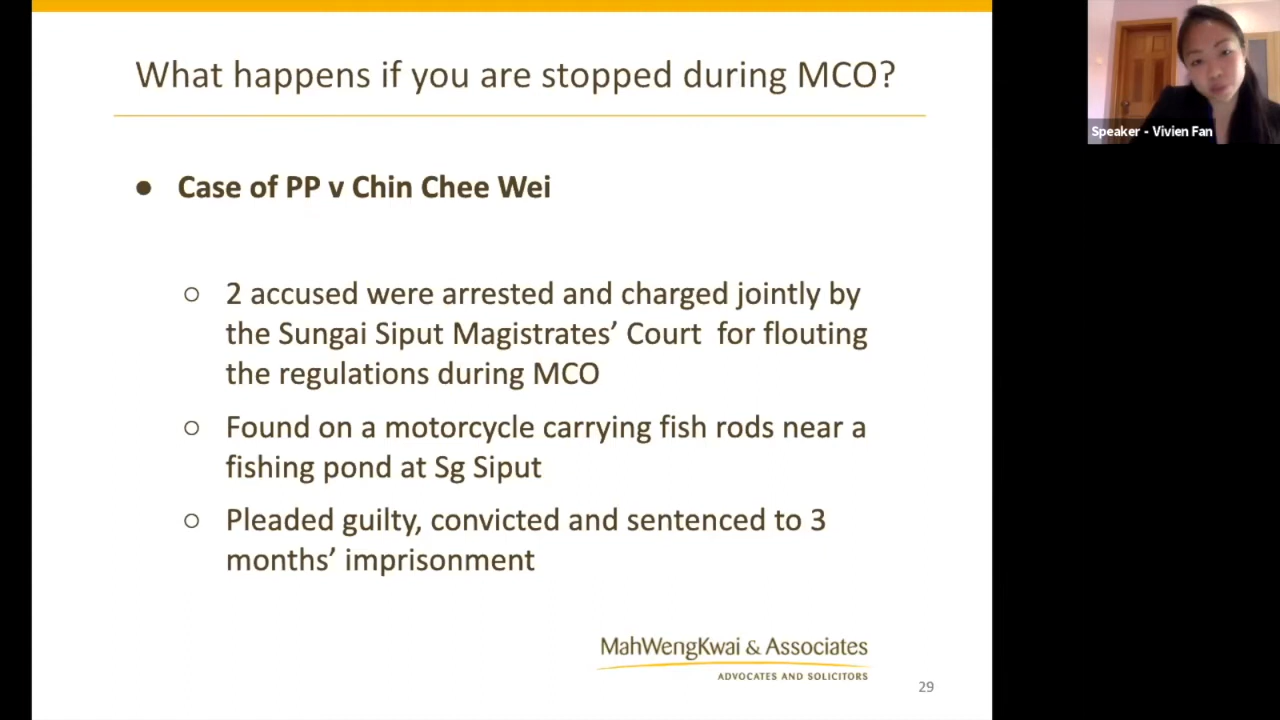 What happens if you are stopped during MCO?
Speaker - Vivien Fan
● Case of PP v Chin Chee Wei
○ 2 accused were arrested and charged jointly by
the Sungai Siput Magistrates’ Court for flouting
the regulations during MCO
○ Found on a motorcycle carrying fish rods near a
fishing pond at Sg Siput
○ Pleaded guilty, convicted and sentenced to 3
months’ imprisonment
MahWengKwai & Associates
ADVOCATES AND SOLICITORS
29